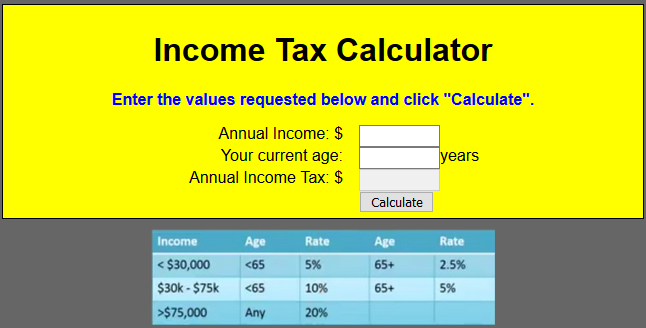 Income Tax Calculator
Enter the values requested below and click "Calculate".
Annual Income: $
Your current age: years
Annual Income Tax: $
Calculate
Income Age Rate Age Rate
< $30,000 <65 5% 65+ 2.5%
$30k - $75k <65 10% 65+ 5%
>$75,000 Any 20%